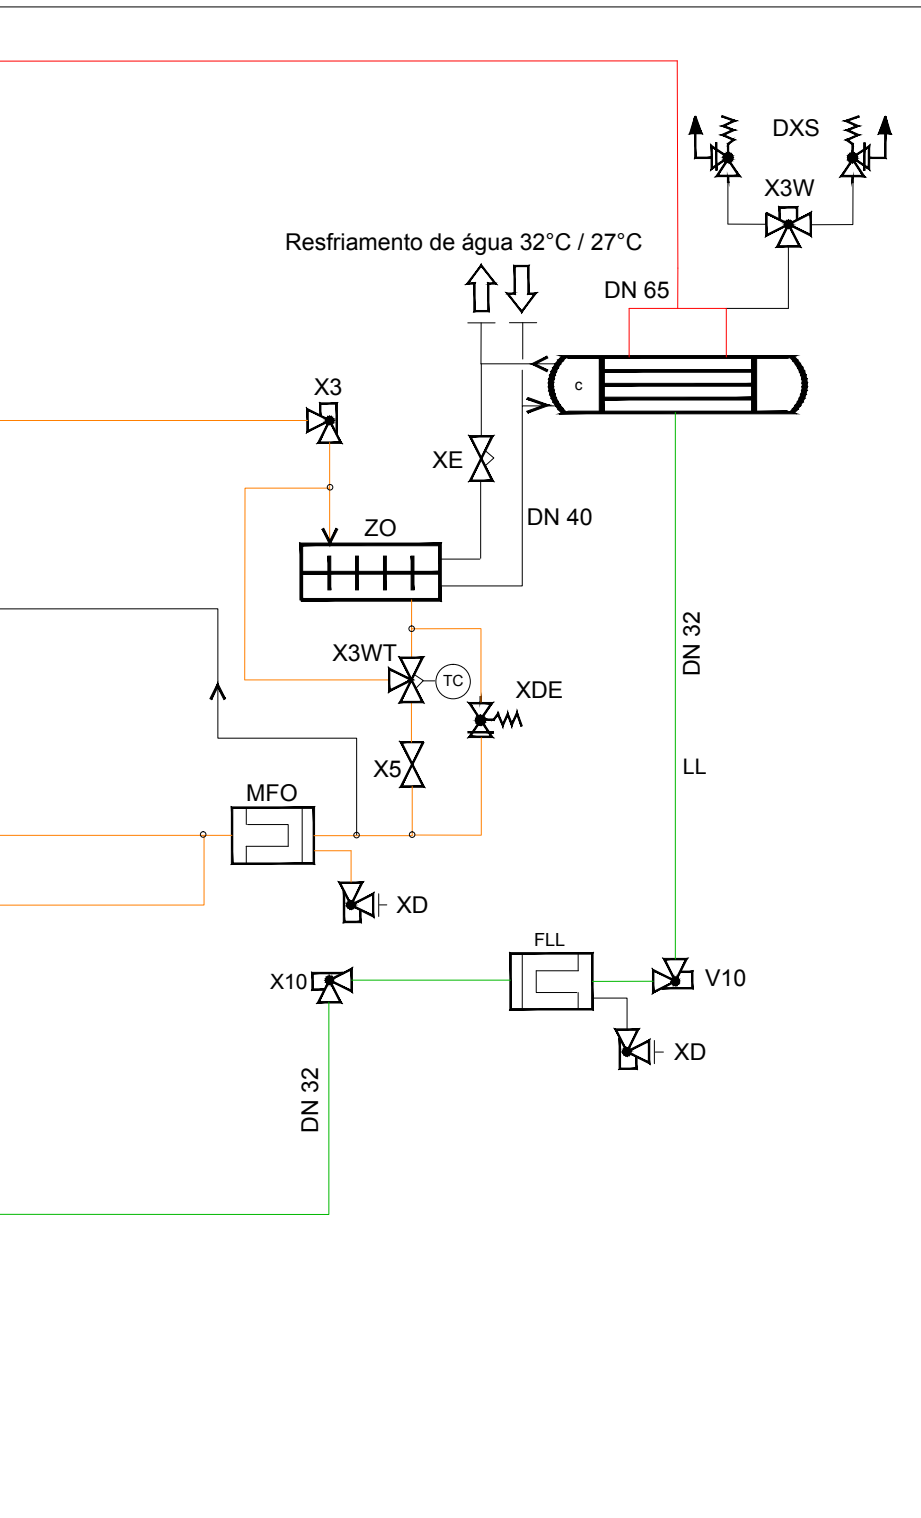 DXS
X3W
Resfriamento de água 32°C / 27°C
DN 65
X3
c
XE
DN 40
ZO
DN 32
X3WT
TC
XDE
X5
LL
MFO
XD
FLL
X10
V10
XD
DN 32